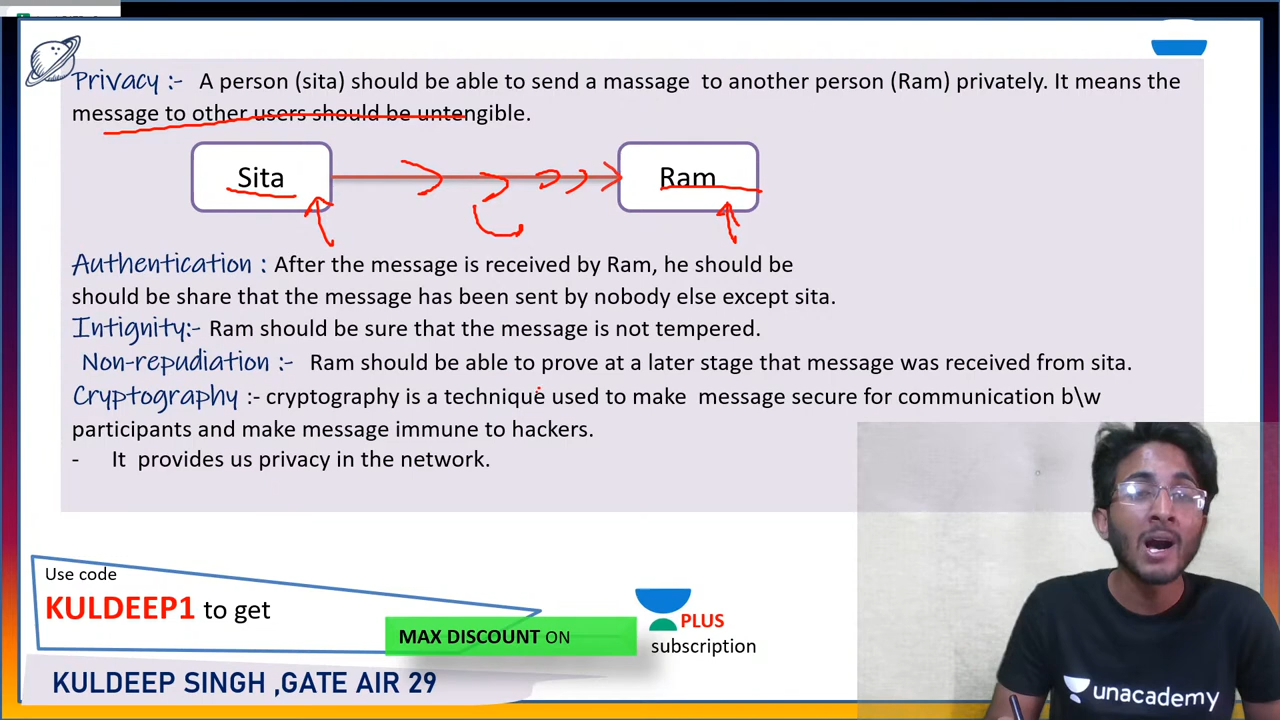 Privacy :- A person (sita) should be able to send a massage to another person (Ram) privately. It means the
message to other users should be untengible.
Sita
Ram
Authentication : After the message is received by Ram, he should be
should be share that the message has been sent by nobody else except sita.
Intignity:- Ram should be sure that the message is not tempered.
Non-repudiation :- Ram should be able to prove at a later stage that message was received from sita.
Cryptography :- cryptography is a technique used to make message secure for communication b\w
participants and make message immune to hackers.
- It provides us privacy in the network.
Use code
KULDEEP1 to get
MAX DISCOUNT ON
PLUS
subscription
KULDEEP SINGH ,GATE AIR 29
unacademy